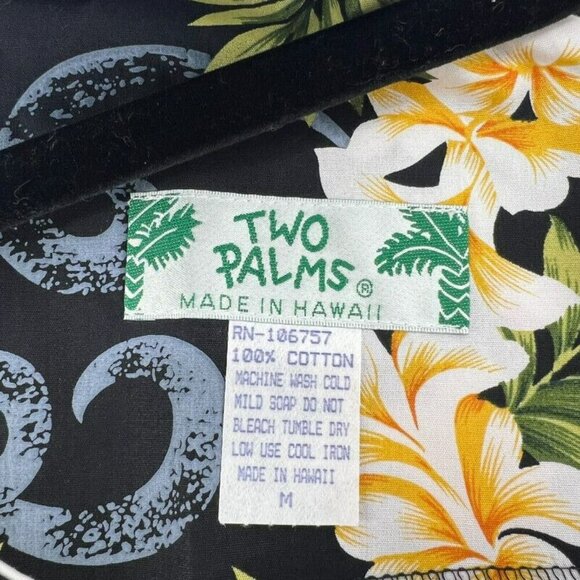 TWO
PALMS®
MADE IN HAWAII
RN-106757
100% COTTON
MACHINE WASH COLD
MILD SOAP DO NOT
BLEACH TUMBLE DRY
LOW USE COOL IRON
MADE IN HAWAII
M